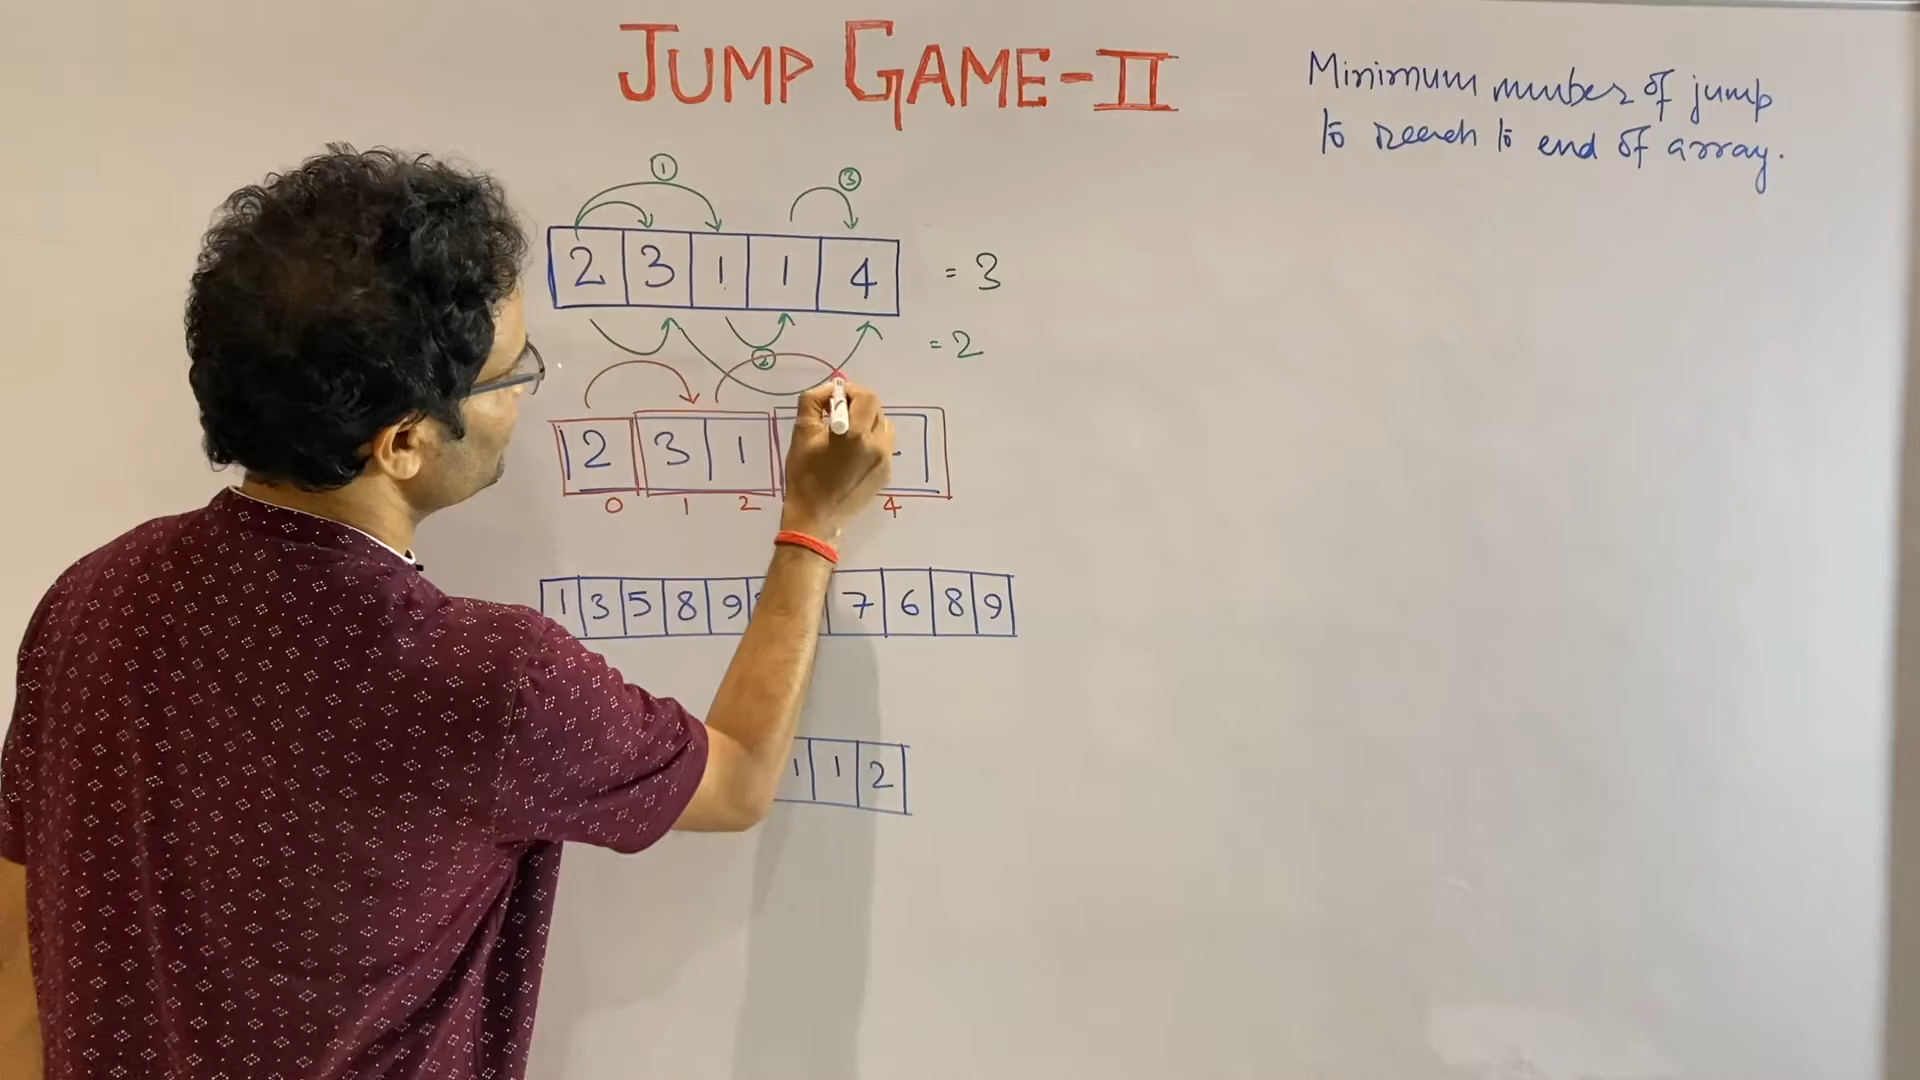 JUMP GAME-II
Minimum number of jump
to reach to end of array.
1 3
2 3 1 1 4 = 3
2 = 2
2 3 1
0 1 2 4
1 3 5 8 9 7 6 8 9
1 1 2